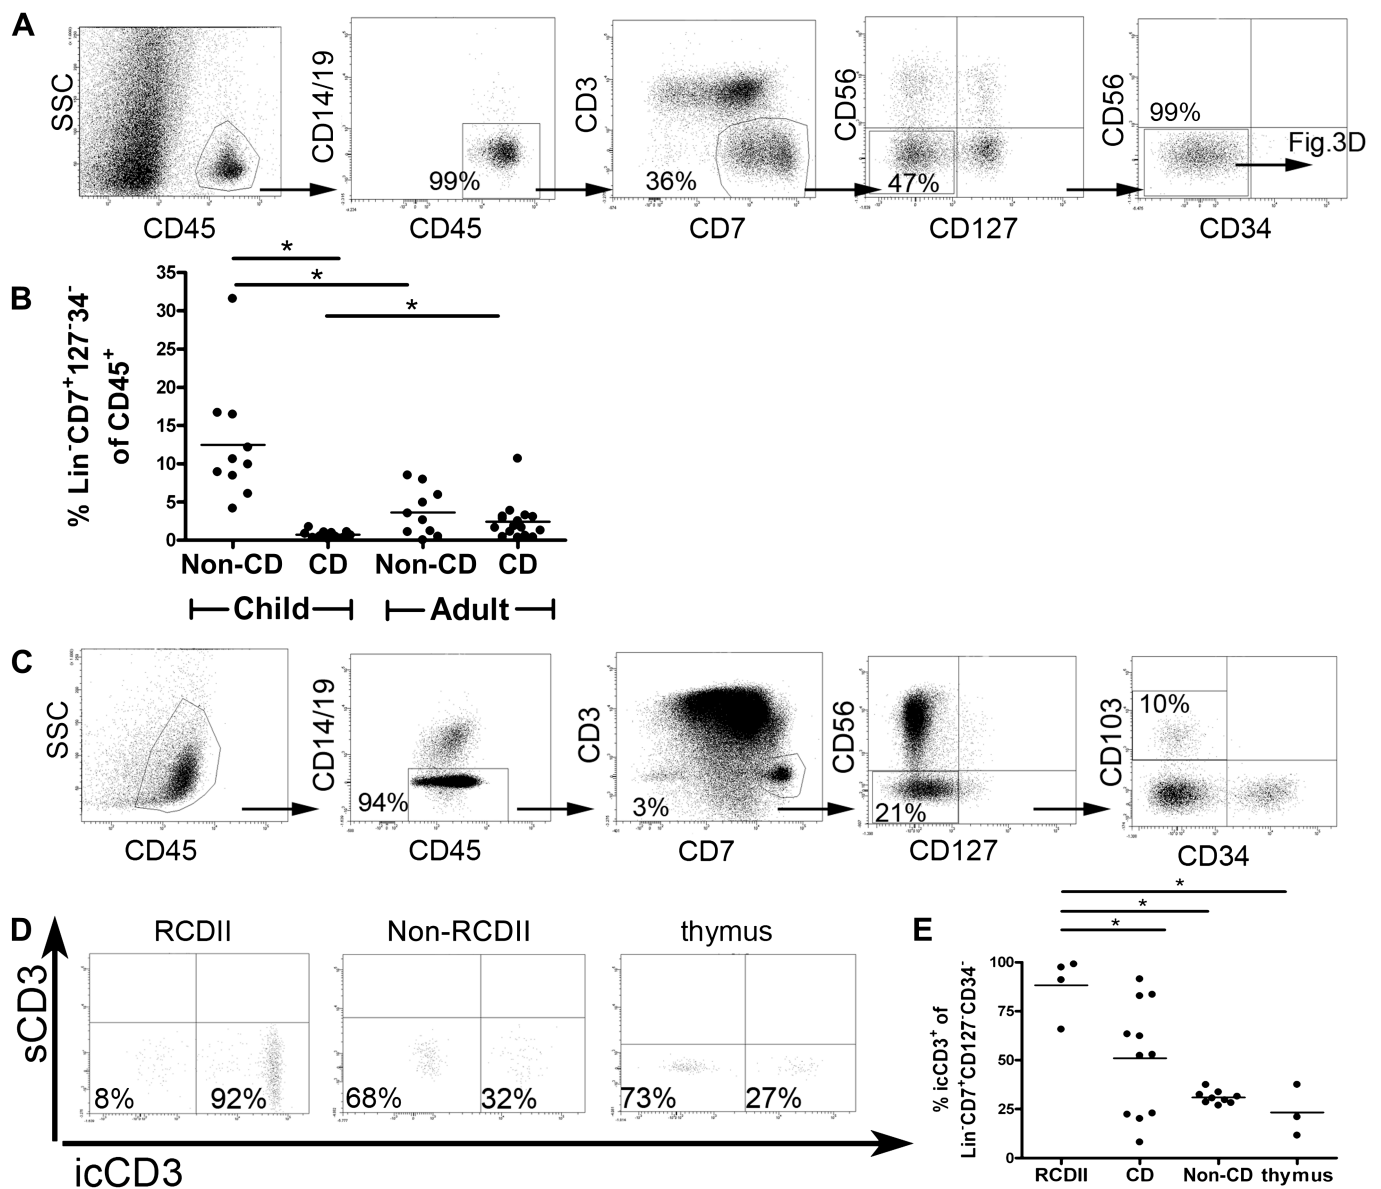 A
SSC
CD45
CD14/19
99%
CD45
CD3
36%
CD7
CD56
47%
CD127
CD56
99%
Fig.3D
CD34
B
% Lin⁻CD7⁺127⁻34⁻
of CD45⁺
35
30
25
20
15
10
5
0
*
*
*
Non-CD CD Non-CD CD
Child Adult
C
SSC
CD45
CD14/19
94%
CD45
CD3
3%
CD7
CD56
21%
CD127
CD103
10%
CD34
D
sCD3
RCDII Non-RCDII thymus
8% 92% 68% 32% 73% 27%
icCD3
E
*
*
*
% icCD3⁺ of
Lin⁻CD7⁺CD127⁻CD34⁻
100
75
50
25
0
RCDII CD Non-CD thymus